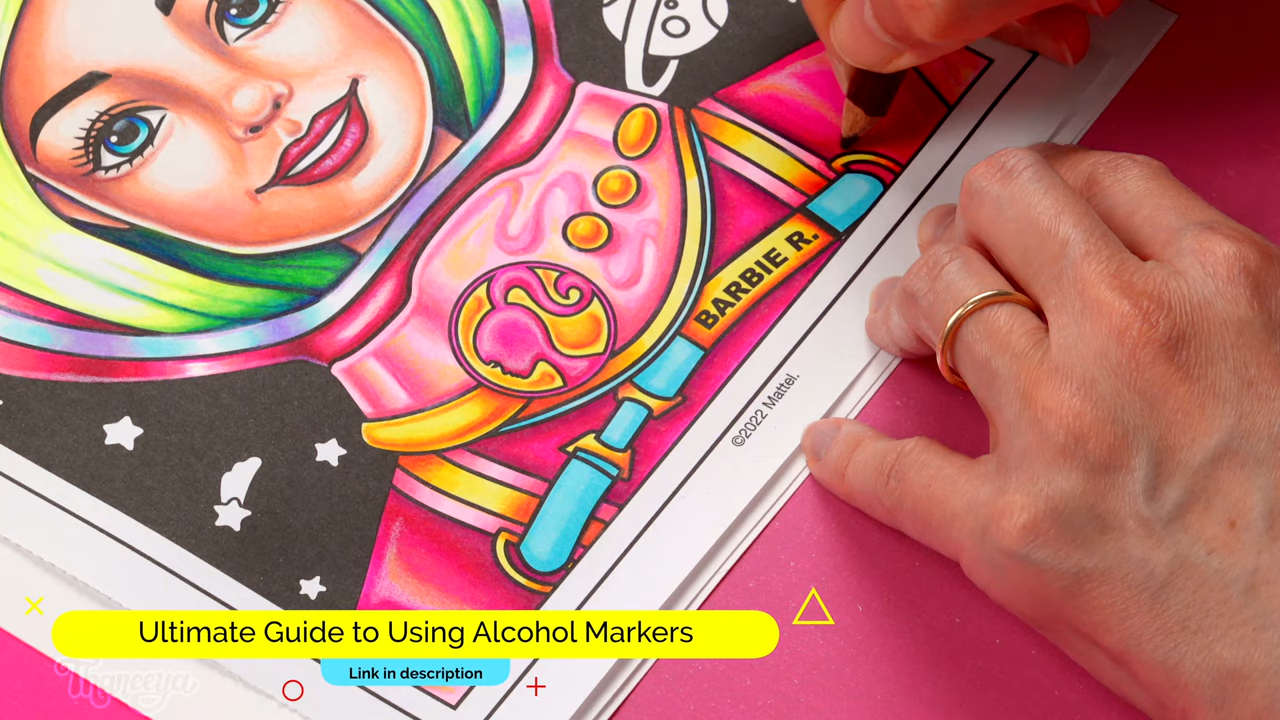 BARBIE R.
©2022 Mattel.
Ultimate Guide to Using Alcohol Markers
Link in description